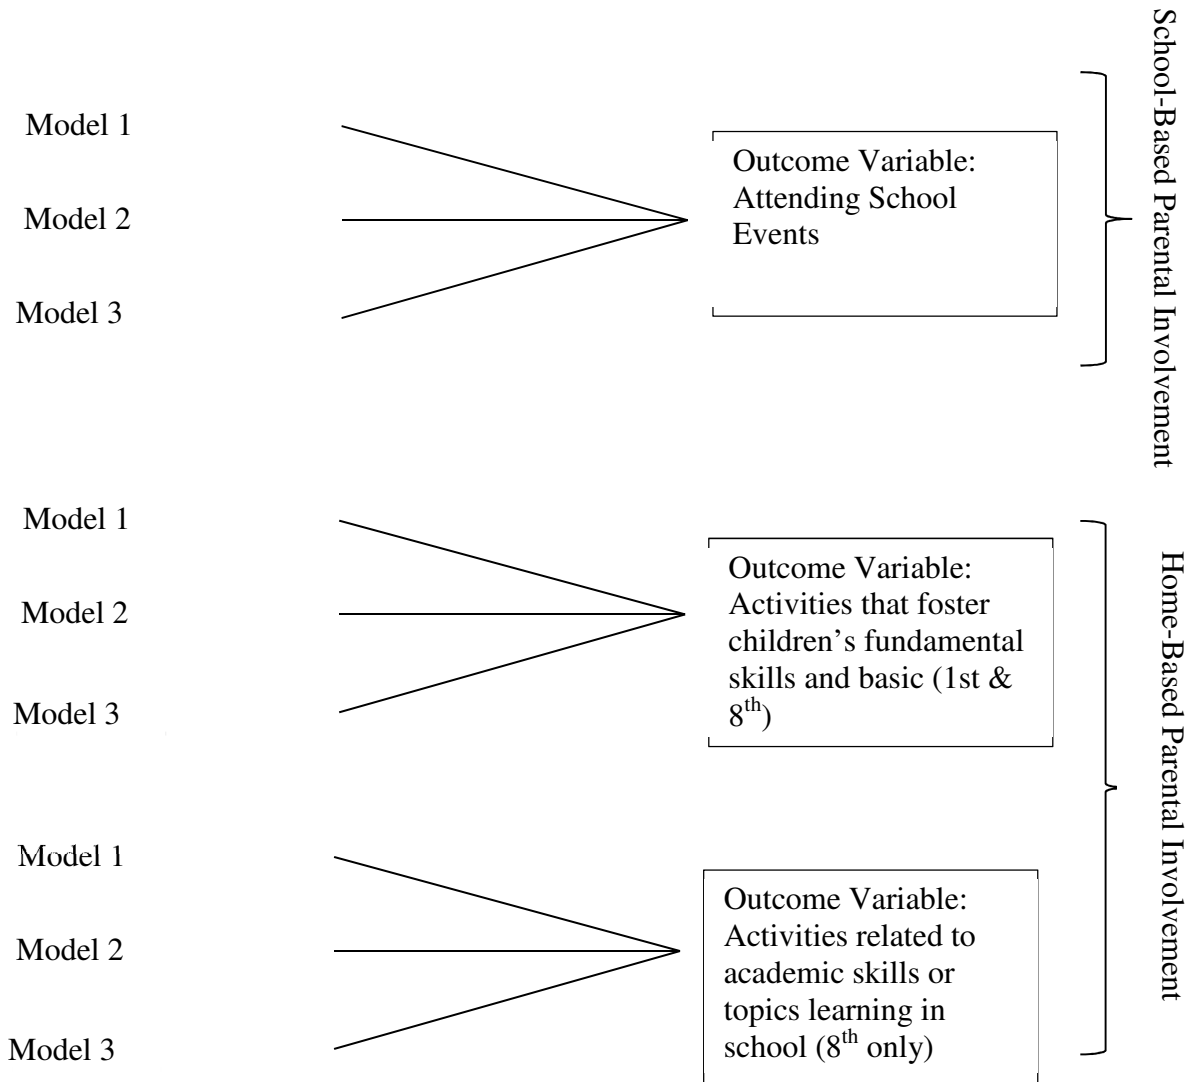 Model 1
Model 2
Model 3
Outcome Variable:
Attending School
Events
School-Based Parental Involvement
Model 1
Model 2
Model 3
Outcome Variable:
Activities that foster
children’s fundamental
skills and basic (1st &
8th)
Model 1
Model 2
Model 3
Outcome Variable:
Activities related to
academic skills or
topics learning in
school (8th only)
Home-Based Parental Involvement